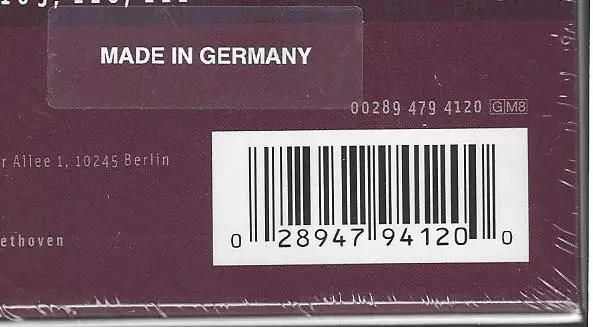 MADE IN GERMANY
00289 479 4120 GM8
r Allee 1, 10245 Berlin
ethoven
0 28947 94120 0